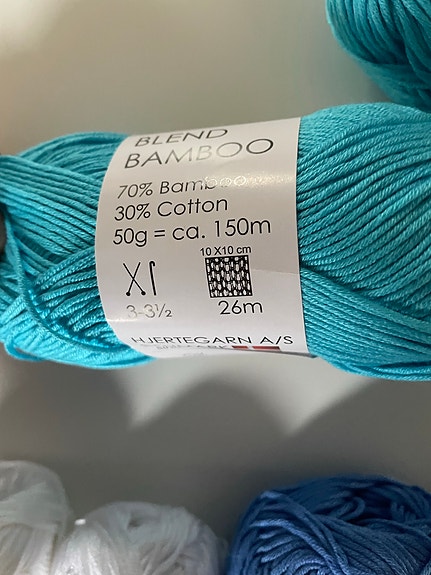 BLEND
BAMBOO
70% Bamboo
30% Cotton
50g = ca. 150m
10 X 10 cm
3-3½
26m
HJERTEGARN A/S